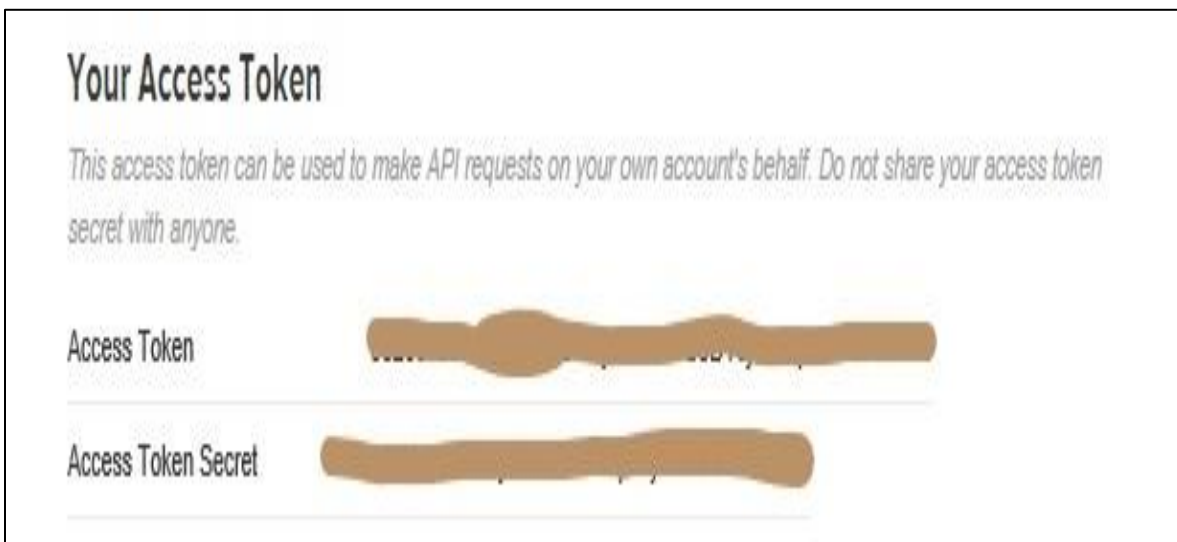 Your Access Token
This access token can be used to make API requests on your own account's behalf. Do not share your access token
secret with anyone.
Access Token
Access Token Secret